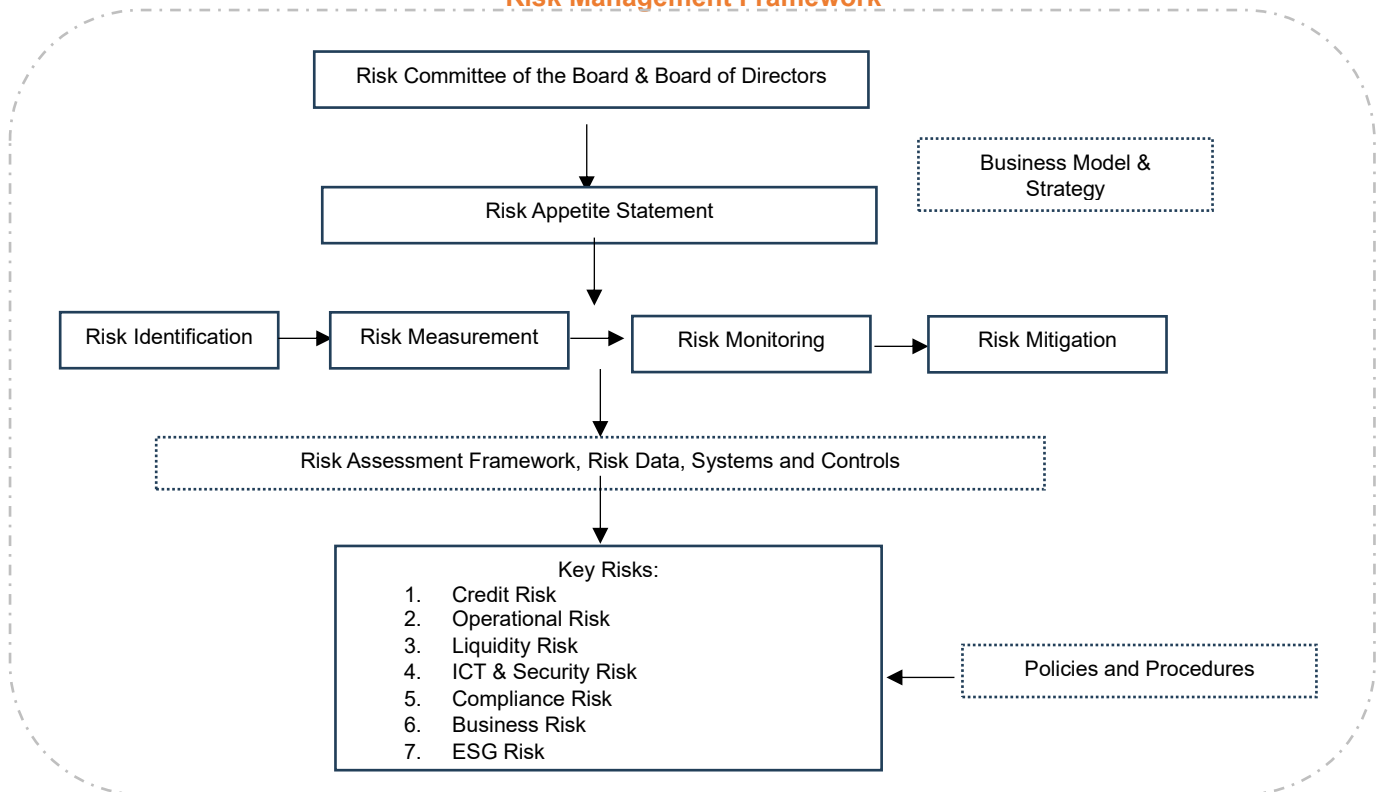 Risk Management Framework
Risk Committee of the Board & Board of Directors
Business Model &
Strategy
Risk Appetite Statement
Risk Identification
Risk Measurement
Risk Monitoring
Risk Mitigation
Risk Assessment Framework, Risk Data, Systems and Controls
Key Risks:
1. Credit Risk
2. Operational Risk
3. Liquidity Risk
4. ICT & Security Risk
5. Compliance Risk
6. Business Risk
7. ESG Risk
Policies and Procedures